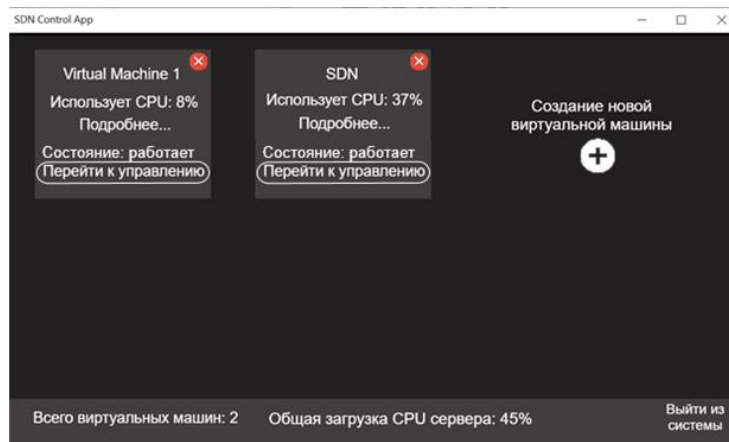 SDN Control App
Virtual Machine 1
Использует CPU: 8%
Подробнее...
Состояние: работает
Перейти к управлению
SDN
Использует CPU: 37%
Подробнее...
Состояние: работает
Перейти к управлению
Создание новой
виртуальной машины
Всего виртуальных машин: 2
Общая загрузка CPU сервера: 45%
Выйти из
системы